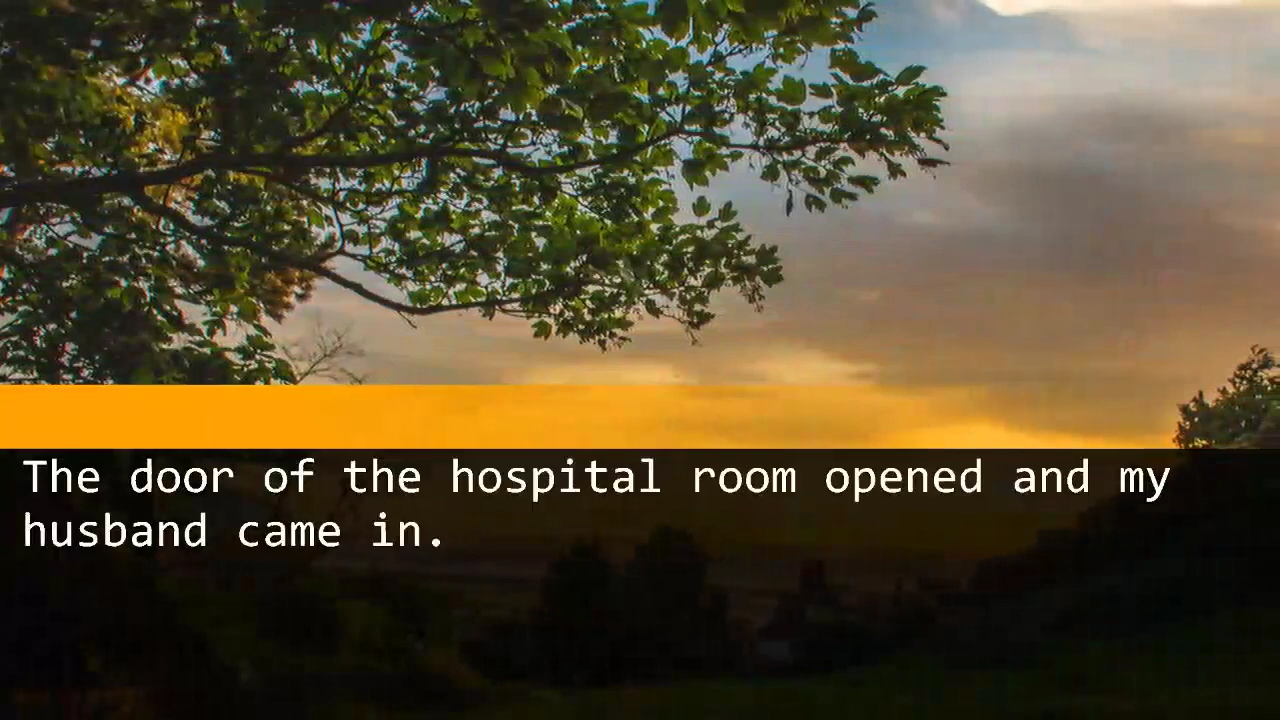 The door of the hospital room opened and my
husband came in.